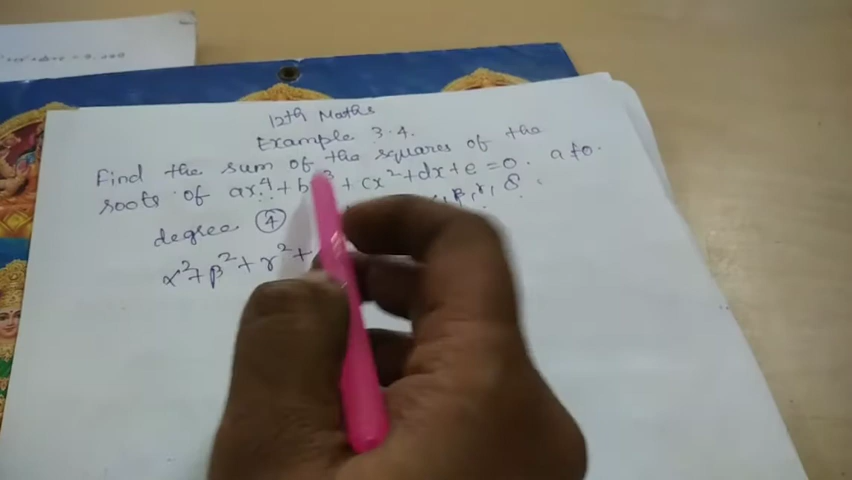 12th Maths
Example 3.4.
Find the sum of the squares of the
roots of ax⁴ + b 3 + cx² + dx + e = 0. a ≠ 0.
degree ④ β, γ, δ
α² + β² + γ² +